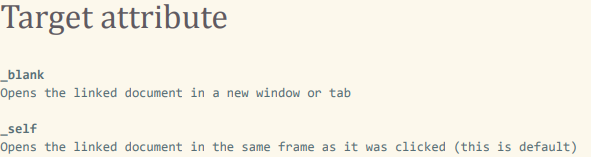 Target attribute
_blank
Opens the linked document in a new window or tab
_self
Opens the linked document in the same frame as it was clicked (this is default)